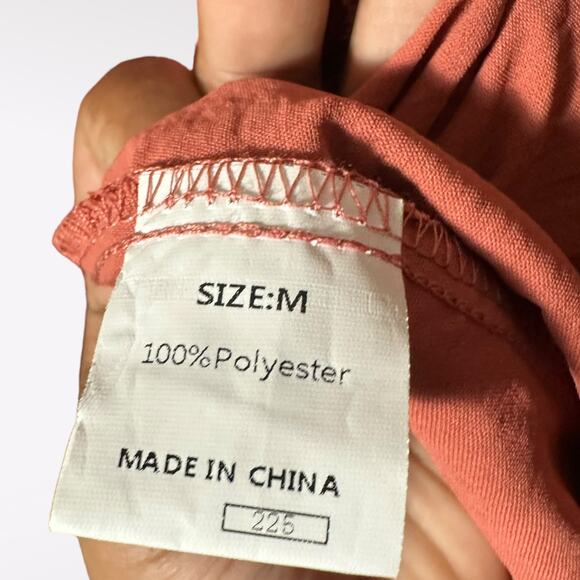 SIZE:M
100%Polyester
MADE IN CHINA
225